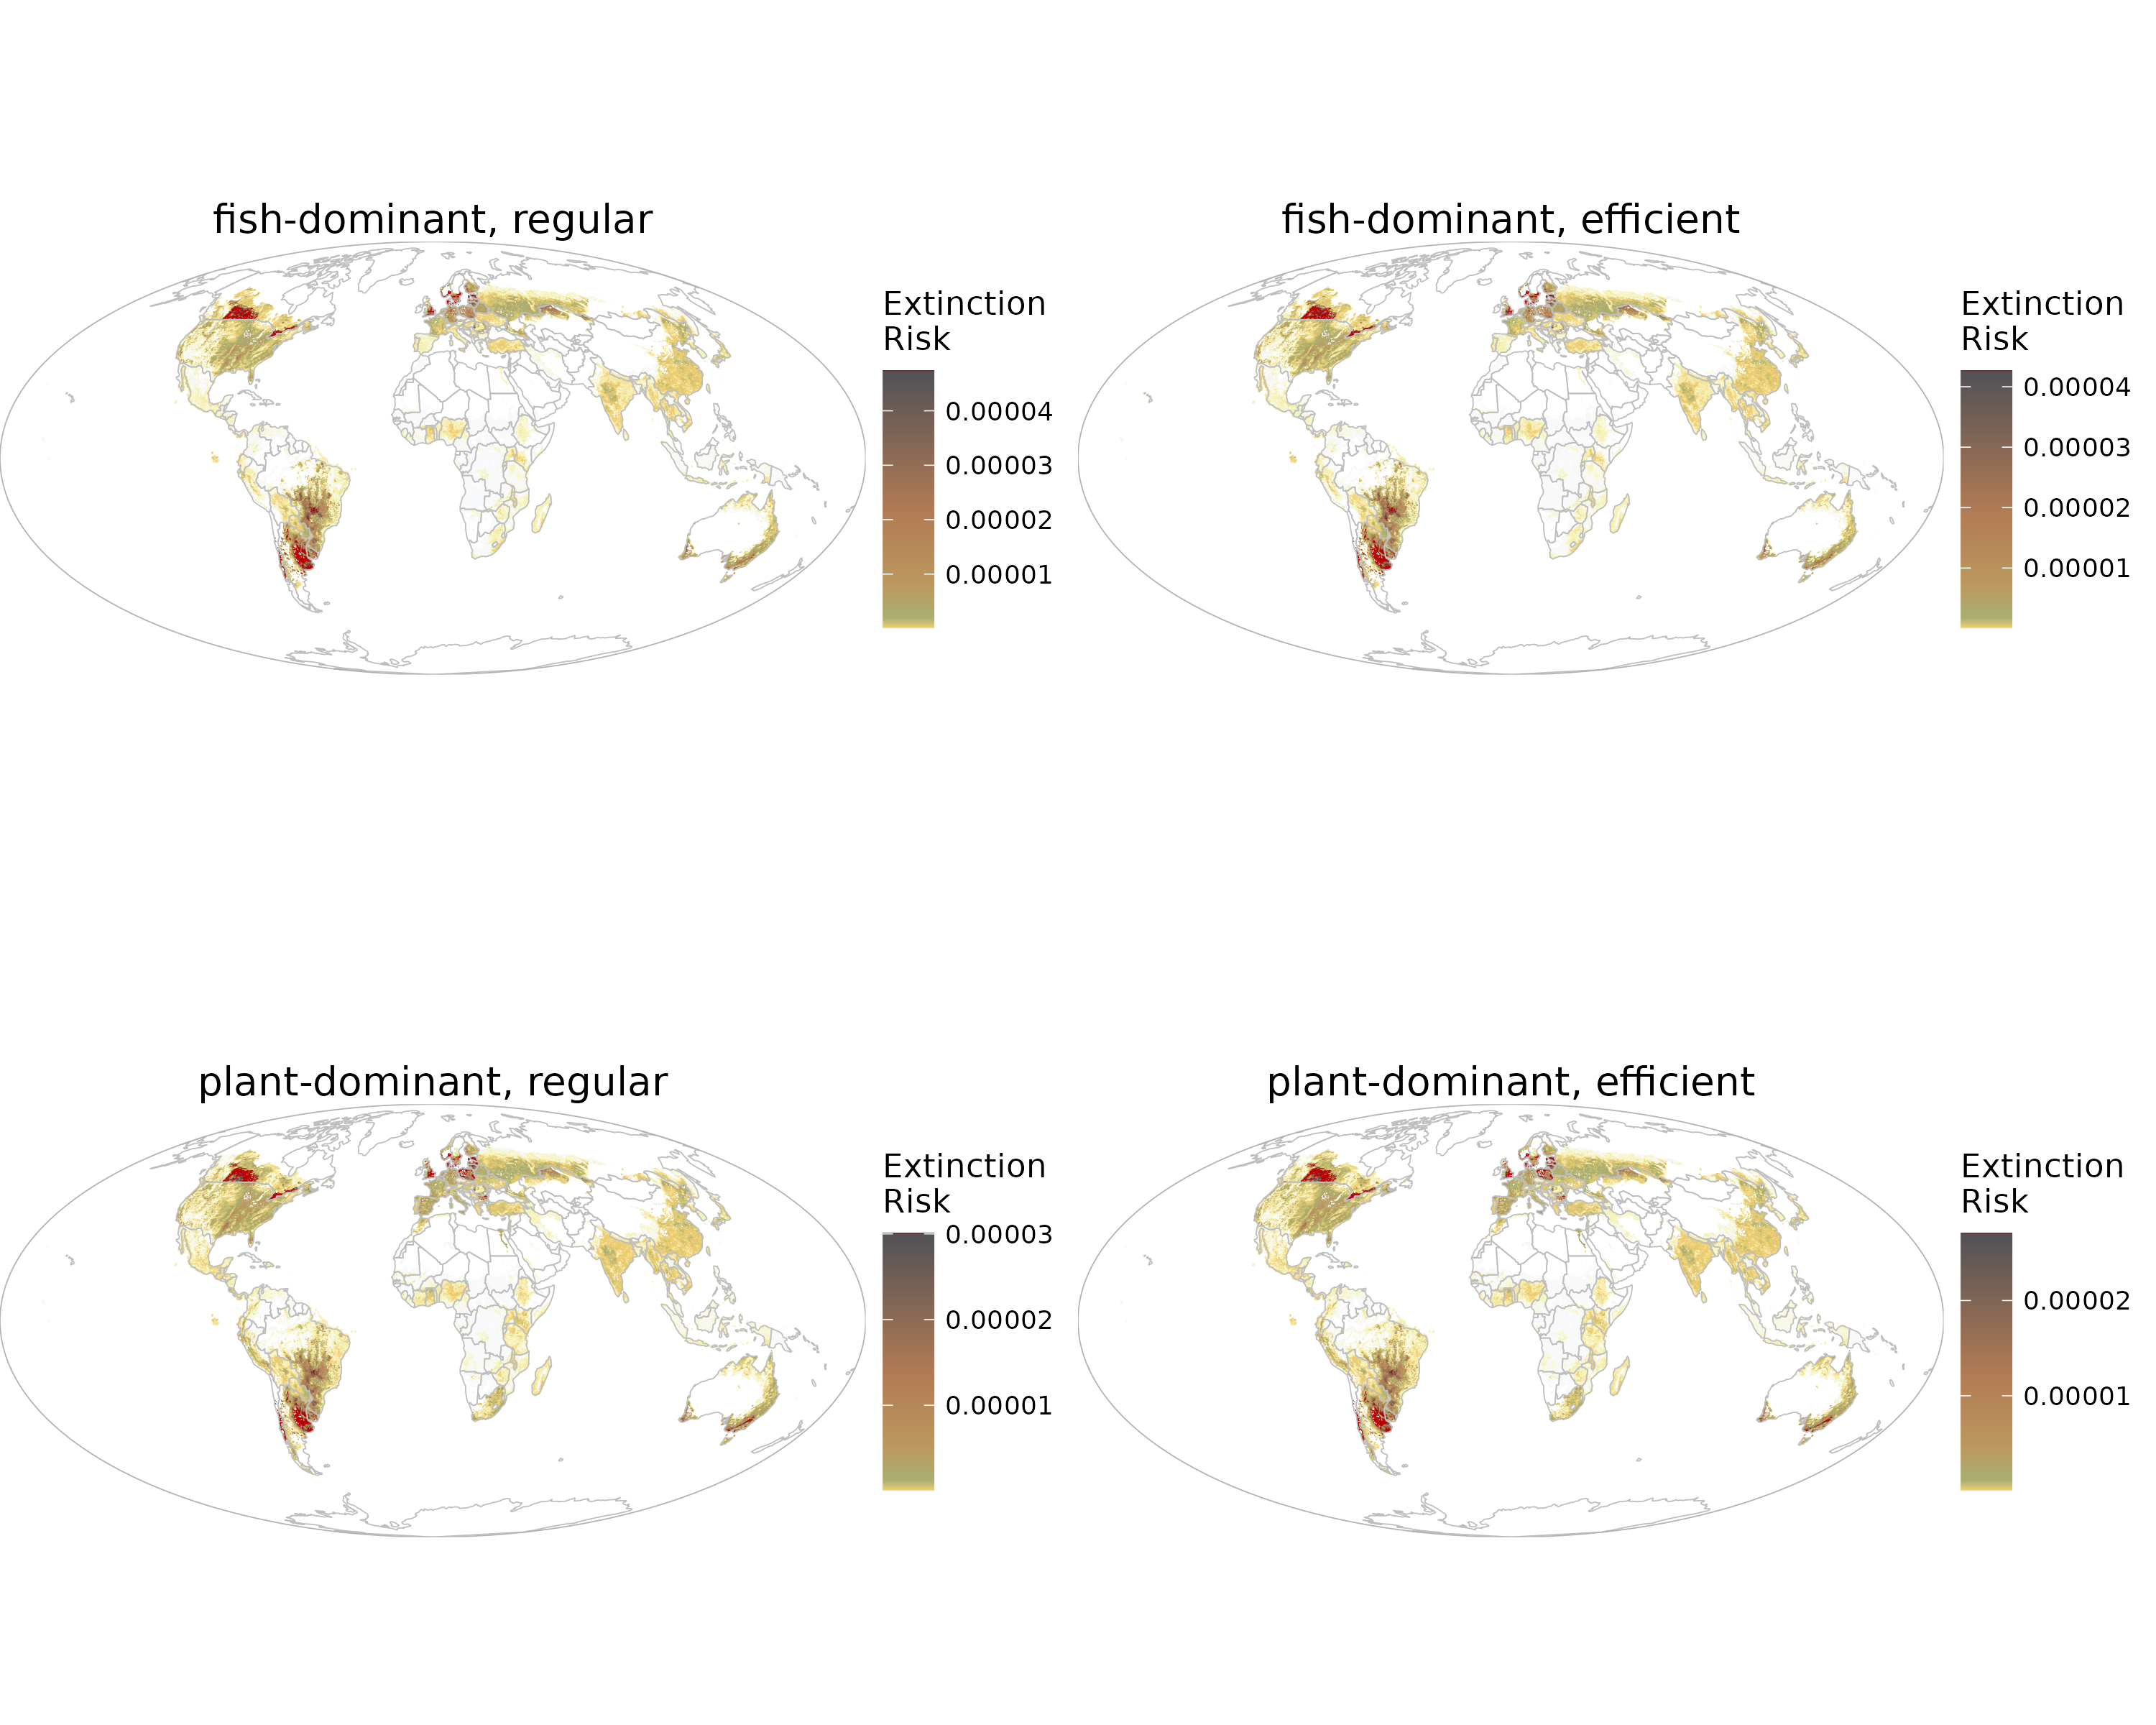 fish-dominant, regular
Extinction
Risk
0.00004
0.00003
0.00002
0.00001
fish-dominant, efficient
Extinction
Risk
0.00004
0.00003
0.00002
0.00001
plant-dominant, regular
Extinction
Risk
0.00003
0.00002
0.00001
plant-dominant, efficient
Extinction
Risk
0.00002
0.00001